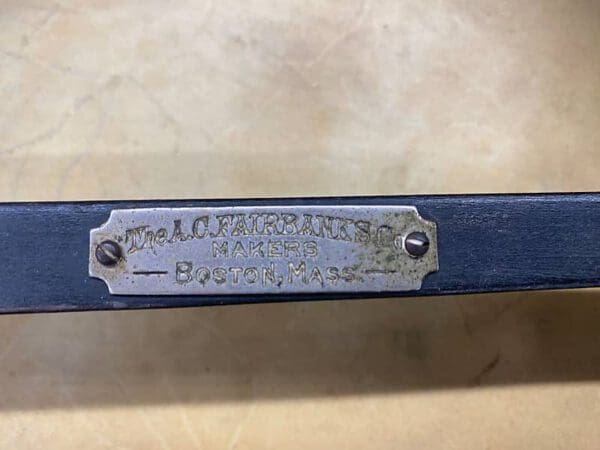 The A.C. FAIRBANKS Co.
MAKERS
— BOSTON, MASS. —